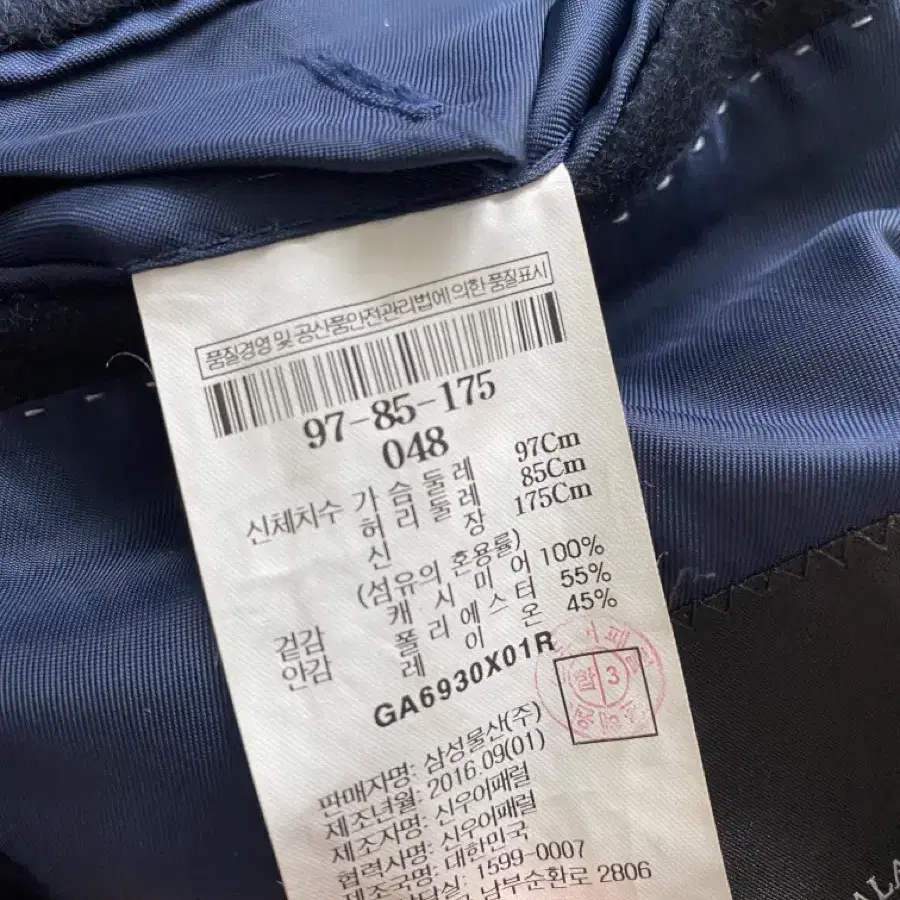 품질경영 및 공산품안전관리법에 의한 품질표시
97-85-175
048
신체치수 가슴둘레 97Cm
허리둘레 85Cm
신장 175Cm
(섬유의 혼용률)
겉감 캐시미어 100%
안감 폴리에스터 55%
레이온 45%
GA6930X01R
합 3
판매자명: 삼성물산(주)
제조년월: 2016.09(01)
제조자명: 신우어패럴
협력사명: 신우어패럴
제조국명: 대한민국
1599-0007
남부순환로 2806